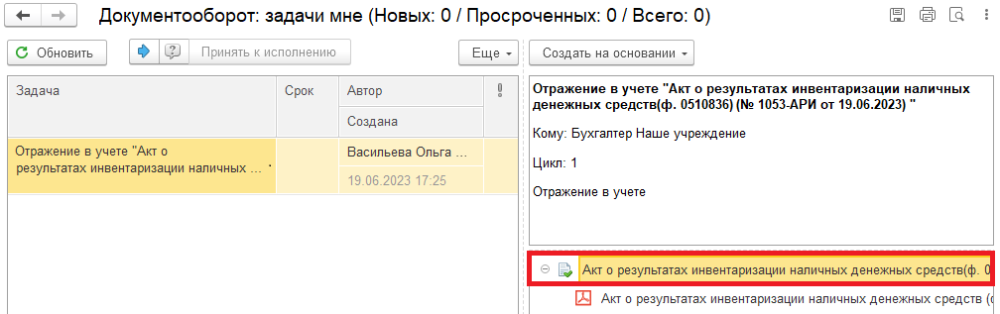 Документооборот: задачи мне (Новых: 0 / Просроченных: 0 / Всего: 0)
Обновить
Принять к исполнению
Еще
Создать на основании
Задача
Срок
Автор
Создана
Отражение в учете "Акт о
результатах инвентаризации наличных ...
Васильева Ольга ...
19.06.2023 17:25
Отражение в учете "Акт о результатах инвентаризации наличных
денежных средств(ф. 0510836) (№ 1053-АРИ от 19.06.2023) "
Кому: Бухгалтер Наше учреждение
Цикл: 1
Отражение в учете
Акт о результатах инвентаризации наличных денежных средств(ф. 0
Акт о результатах инвентаризации наличных денежных средств (